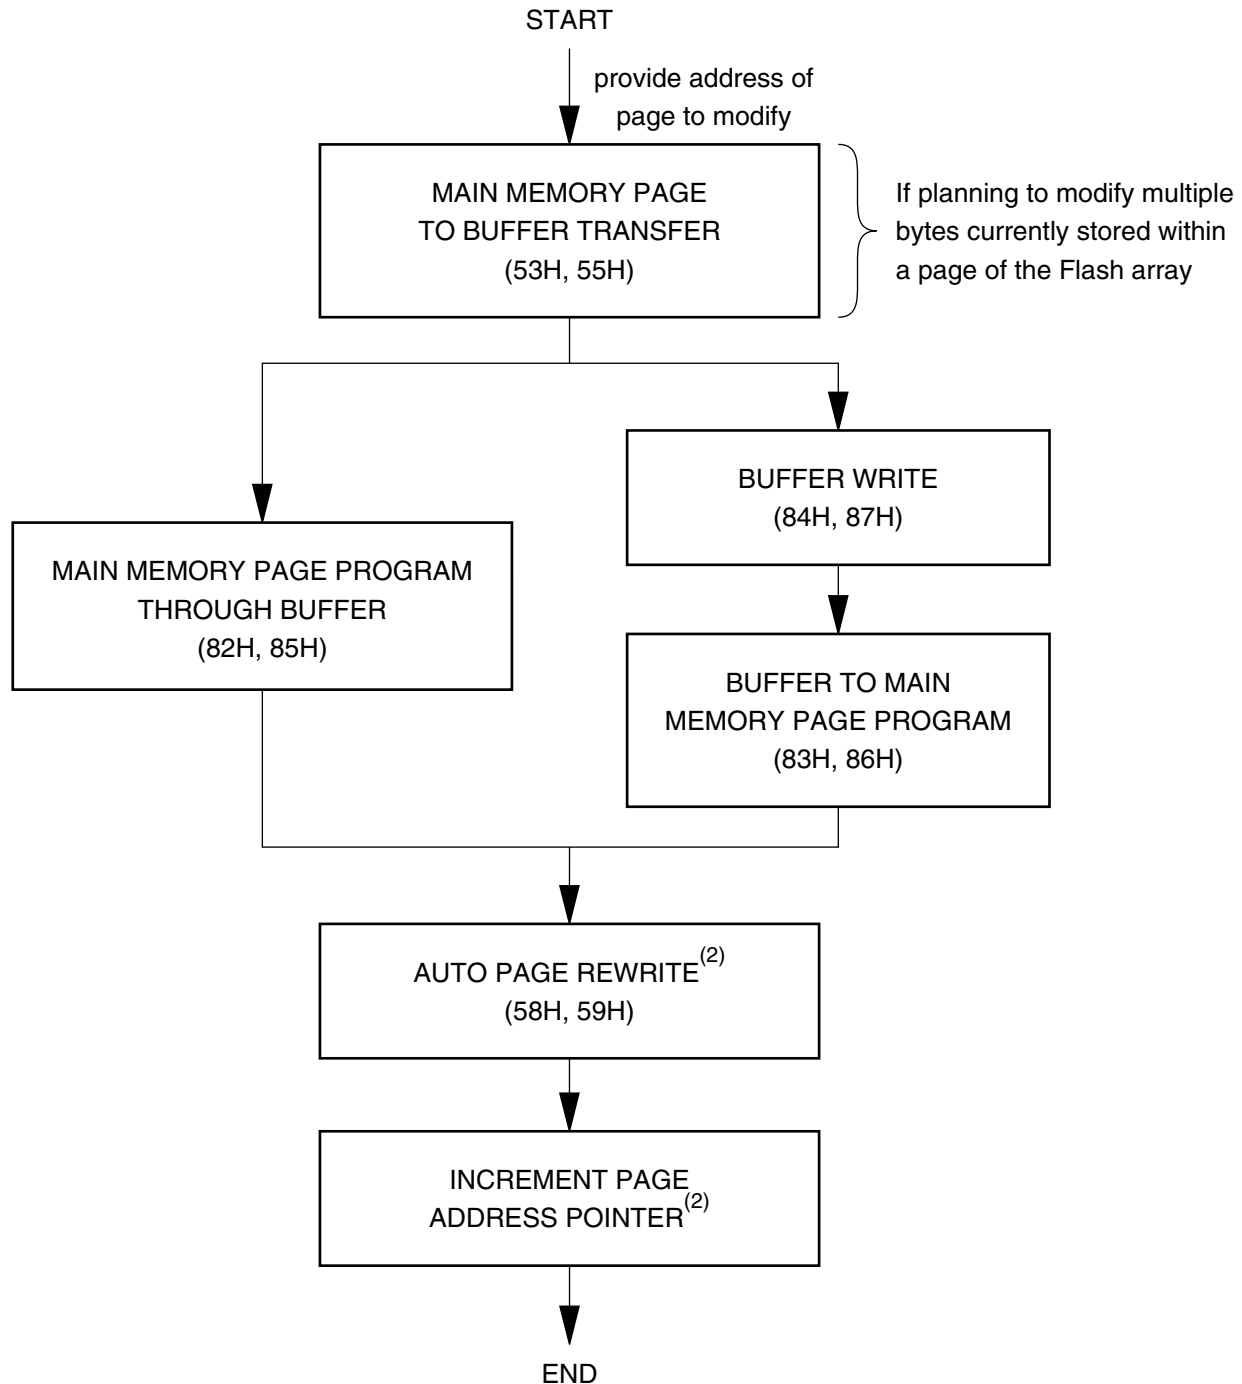 START
provide address of
page to modify
MAIN MEMORY PAGE
TO BUFFER TRANSFER
(53H, 55H)
If planning to modify multiple
bytes currently stored within
a page of the Flash array
BUFFER WRITE
(84H, 87H)
MAIN MEMORY PAGE PROGRAM
THROUGH BUFFER
(82H, 85H)
BUFFER TO MAIN
MEMORY PAGE PROGRAM
(83H, 86H)
AUTO PAGE REWRITE(2)
(58H, 59H)
INCREMENT PAGE
ADDRESS POINTER(2)
END